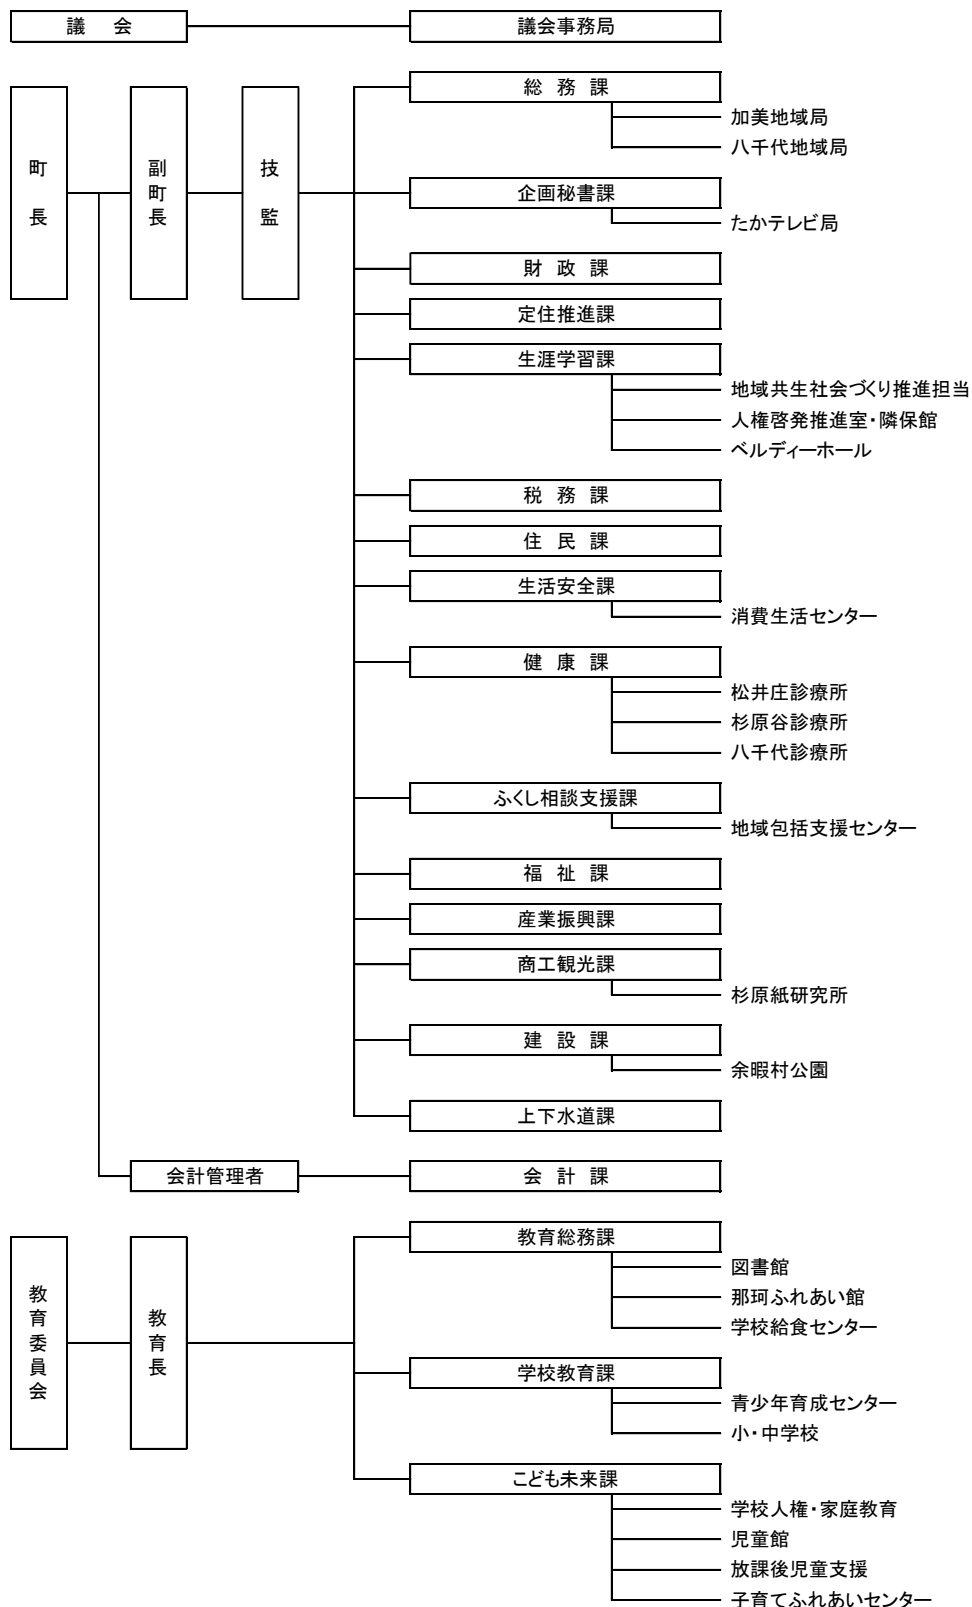 議会
議会事務局
町長
副町長
技監
総務課
加美地域局
八千代地域局
企画秘書課
たかテレビ局
財政課
定住推進課
生涯学習課
地域共生社会づくり推進担当
人権啓発推進室・隣保館
ベルディーホール
税務課
住民課
生活安全課
消費生活センター
健康課
松井庄診療所
杉原谷診療所
八千代診療所
ふくし相談支援課
地域包括支援センター
福祉課
産業振興課
商工観光課
杉原紙研究所
建設課
余暇村公園
上下水道課
会計管理者
会計課
教育委員会
教育長
教育総務課
図書館
那珂ふれあい館
学校給食センター
学校教育課
青少年育成センター
小・中学校
こども未来課
学校人権・家庭教育
児童館
放課後児童支援
子育てふれあいセンター